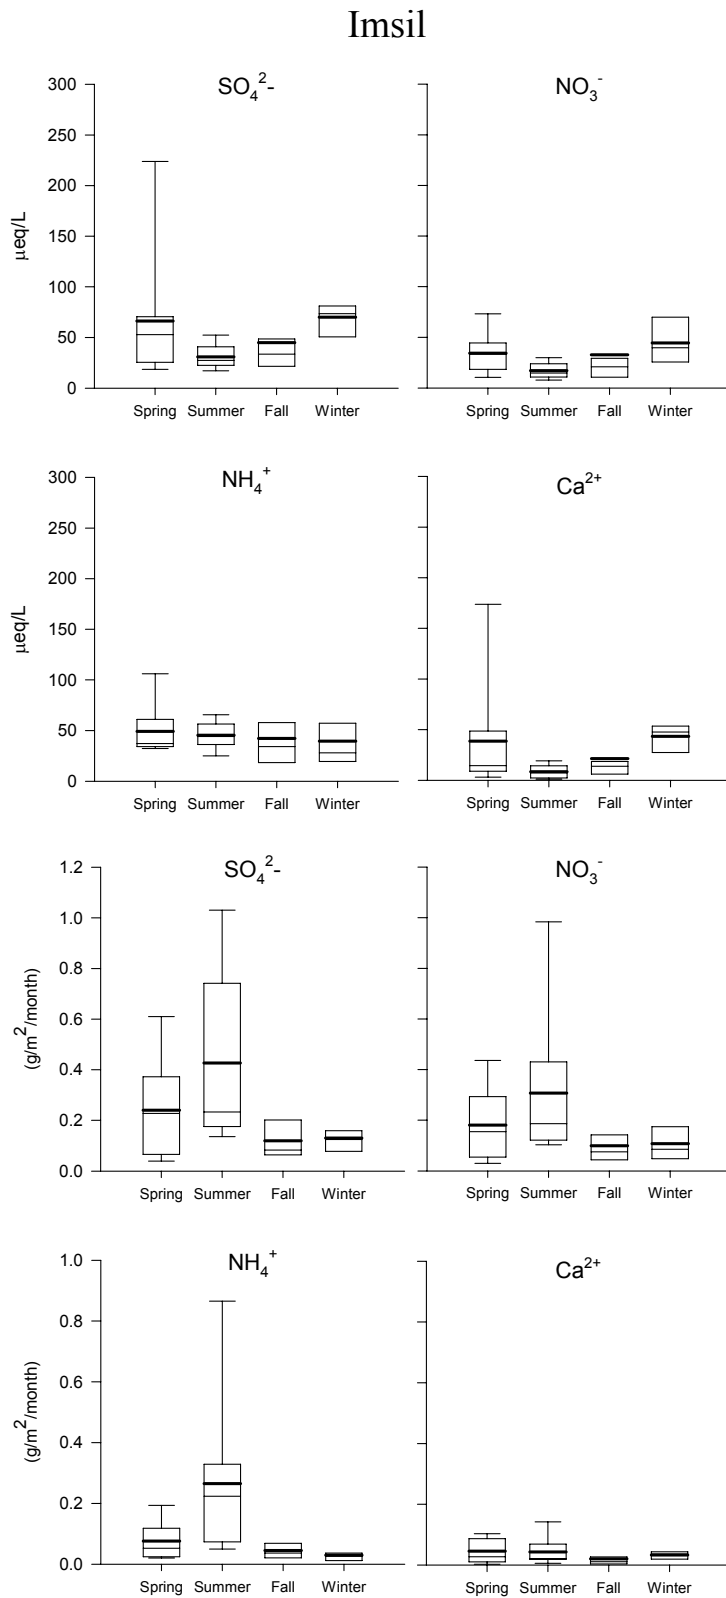 Imsil
SO₄²- NO₃⁻
300
250
200
150
100
50
0
μeq/L
Spring Summer Fall Winter Spring Summer Fall Winter
NH₄⁺ Ca²⁺
300
250
200
150
100
50
0
μeq/L
Spring Summer Fall Winter Spring Summer Fall Winter
SO₄²- NO₃⁻
1.2
1.0
0.8
0.6
0.4
0.2
0.0
(g/m²/month)
Spring Summer Fall Winter Spring Summer Fall Winter
NH₄⁺ Ca²⁺
1.0
0.8
0.6
0.4
0.2
0.0
(g/m²/month)
Spring Summer Fall Winter Spring Summer Fall Winter